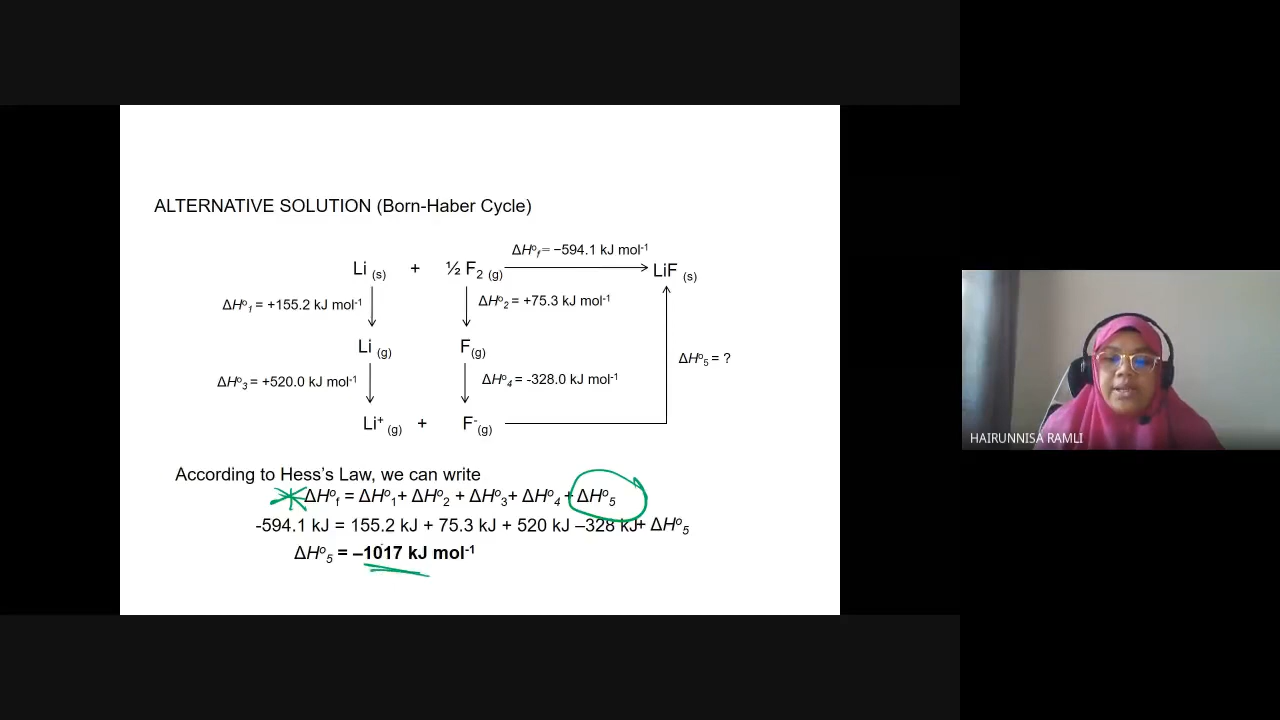 ALTERNATIVE SOLUTION (Born-Haber Cycle)
ΔH°f = −594.1 kJ mol⁻¹
Li (s) + ½ F₂ (g) LiF (s)
ΔH°₁ = +155.2 kJ mol⁻¹ ΔH°₂ = +75.3 kJ mol⁻¹
Li (g) F(g)
ΔH°₅ = ?
ΔH°₃ = +520.0 kJ mol⁻¹ ΔH°₄ = -328.0 kJ mol⁻¹
Li⁺ (g) + F⁻(g)
According to Hess's Law, we can write
ΔH°f = ΔH°₁+ ΔH°₂ + ΔH°₃+ ΔH°₄ + ΔH°₅
-594.1 kJ = 155.2 kJ + 75.3 kJ + 520 kJ –328 kJ+ ΔH°₅
ΔH°₅ = –1017 kJ mol⁻¹
HAIRUNNISA RAMLI